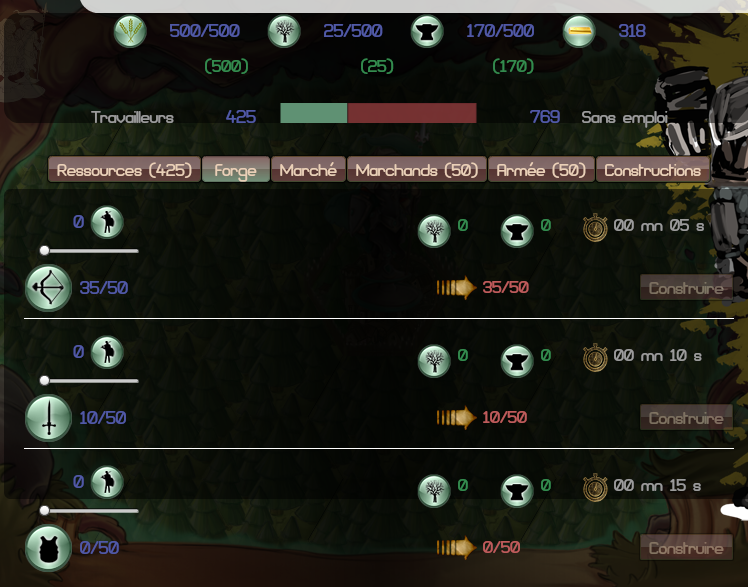 500/500 25/500 170/500 318
(500) (25) (170)
Travailleurs 425 769 Sans emploi
Ressources (425) Forge Marché Marchands (50) Armée (50) Constructions
0 0 0 00 mn 05 s
35/50 35/50 Construire
0 0 0 00 mn 10 s
10/50 10/50 Construire
0 0 0 00 mn 15 s
0/50 0/50 Construire